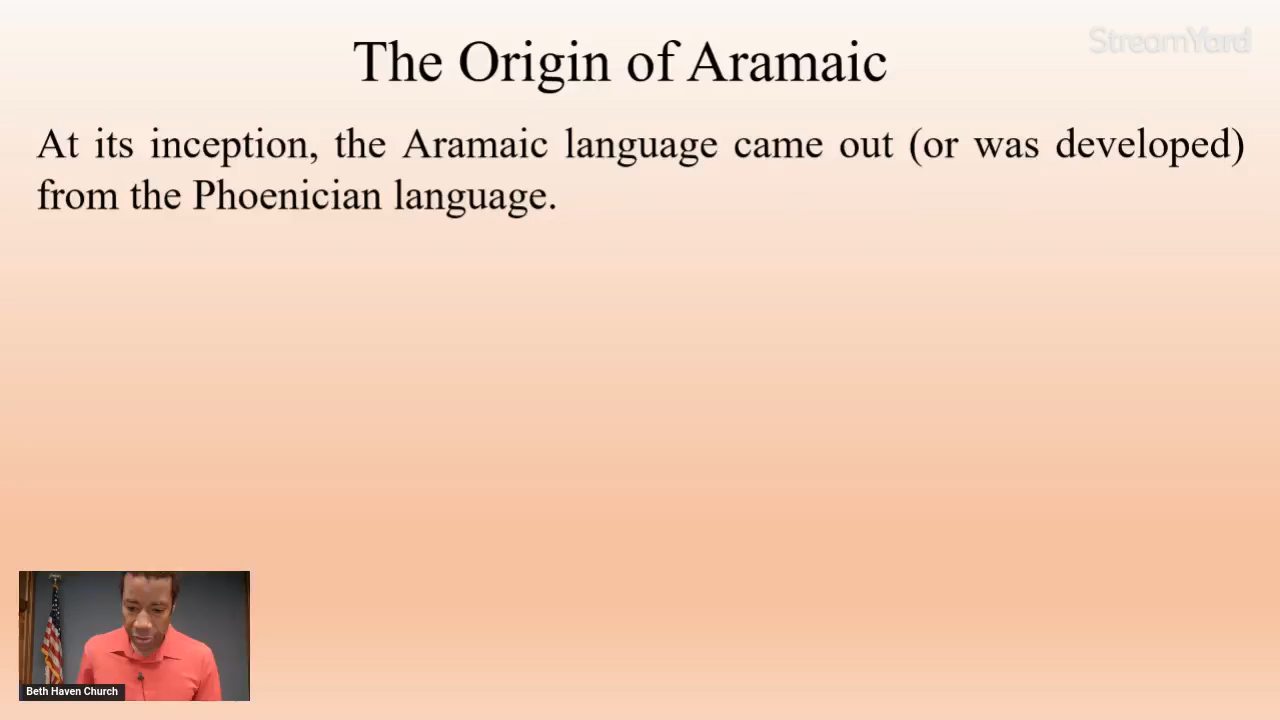 StreamYard
The Origin of Aramaic
At its inception, the Aramaic language came out (or was developed)
from the Phoenician language.
Beth Haven Church